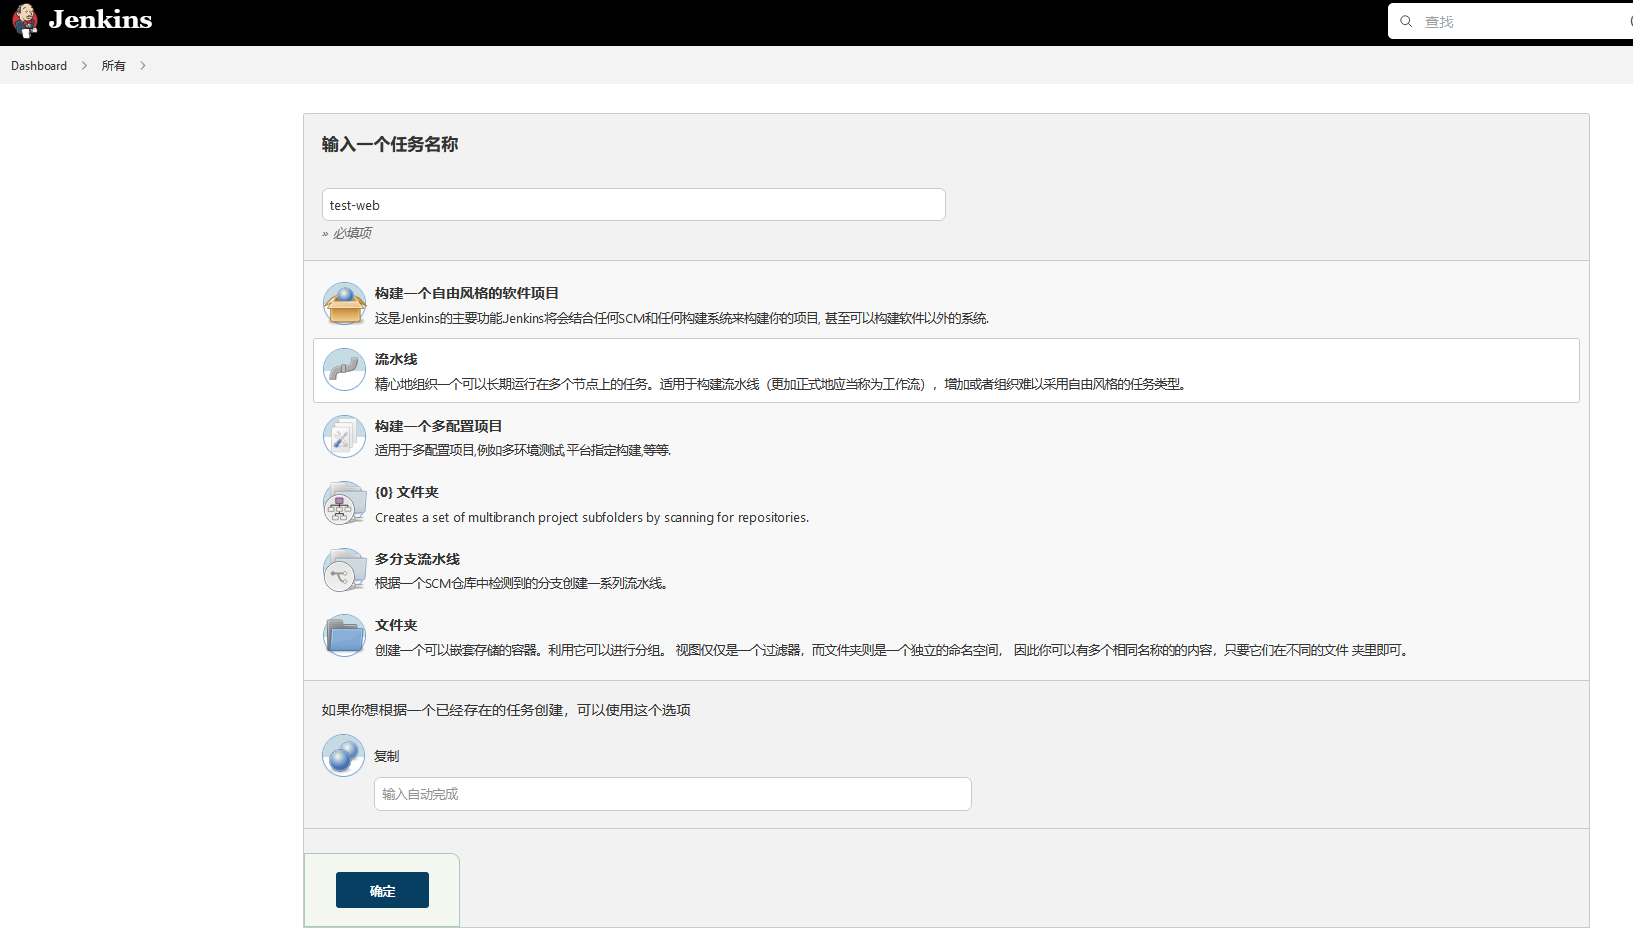 Jenkins
查找
Dashboard
所有
输入一个任务名称
test-web
» 必填项
构建一个自由风格的软件项目
这是Jenkins的主要功能.Jenkins将会结合任何SCM和任何构建系统来构建你的项目, 甚至可以构建软件以外的系统.
流水线
精心地组织一个可以长期运行在多个节点上的任务。适用于构建流水线（更加正式地应当称为工作流），增加或者组织难以采用自由风格的任务类型。
构建一个多配置项目
适用于多配置项目,例如多环境测试,平台指定构建,等等.
{0} 文件夹
Creates a set of multibranch project subfolders by scanning for repositories.
多分支流水线
根据一个SCM仓库中检测到的分支创建一系列流水线。
文件夹
创建一个可以嵌套存储的容器。利用它可以进行分组。 视图仅仅是一个过滤器，而文件夹则是一个独立的命名空间， 因此你可以有多个相同名称的的内容，只要它们在不同的文件 夹里即可。
如果你想根据一个已经存在的任务创建，可以使用这个选项
复制
输入自动完成
确定